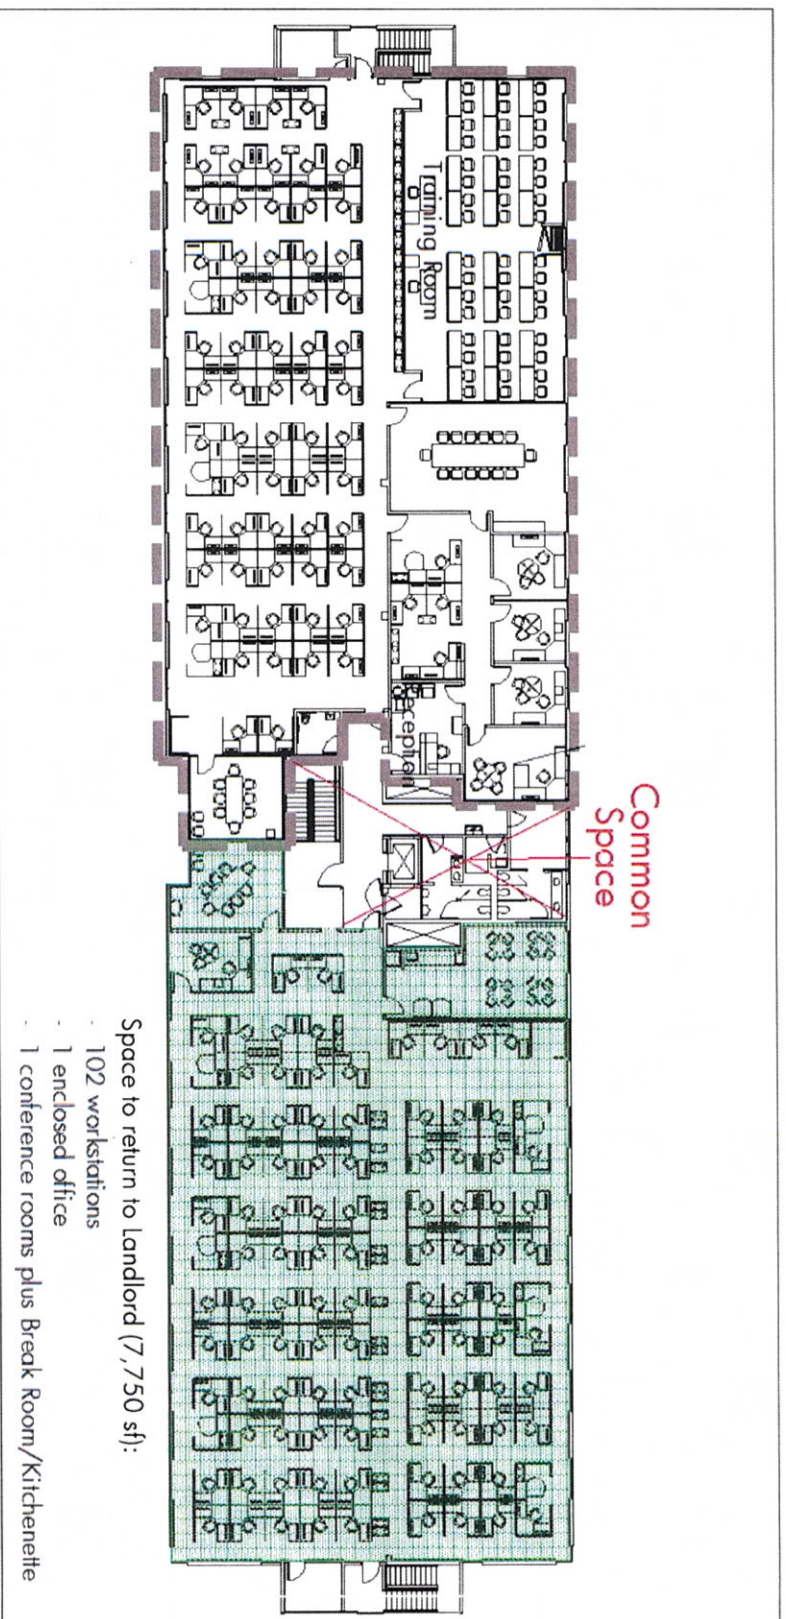 Training Room
Reception
Common
Space
Space to return to Landlord (7,750 sf):
- 102 workstations
- 1 enclosed office
- 1 conference rooms plus Break Room/Kitchenette